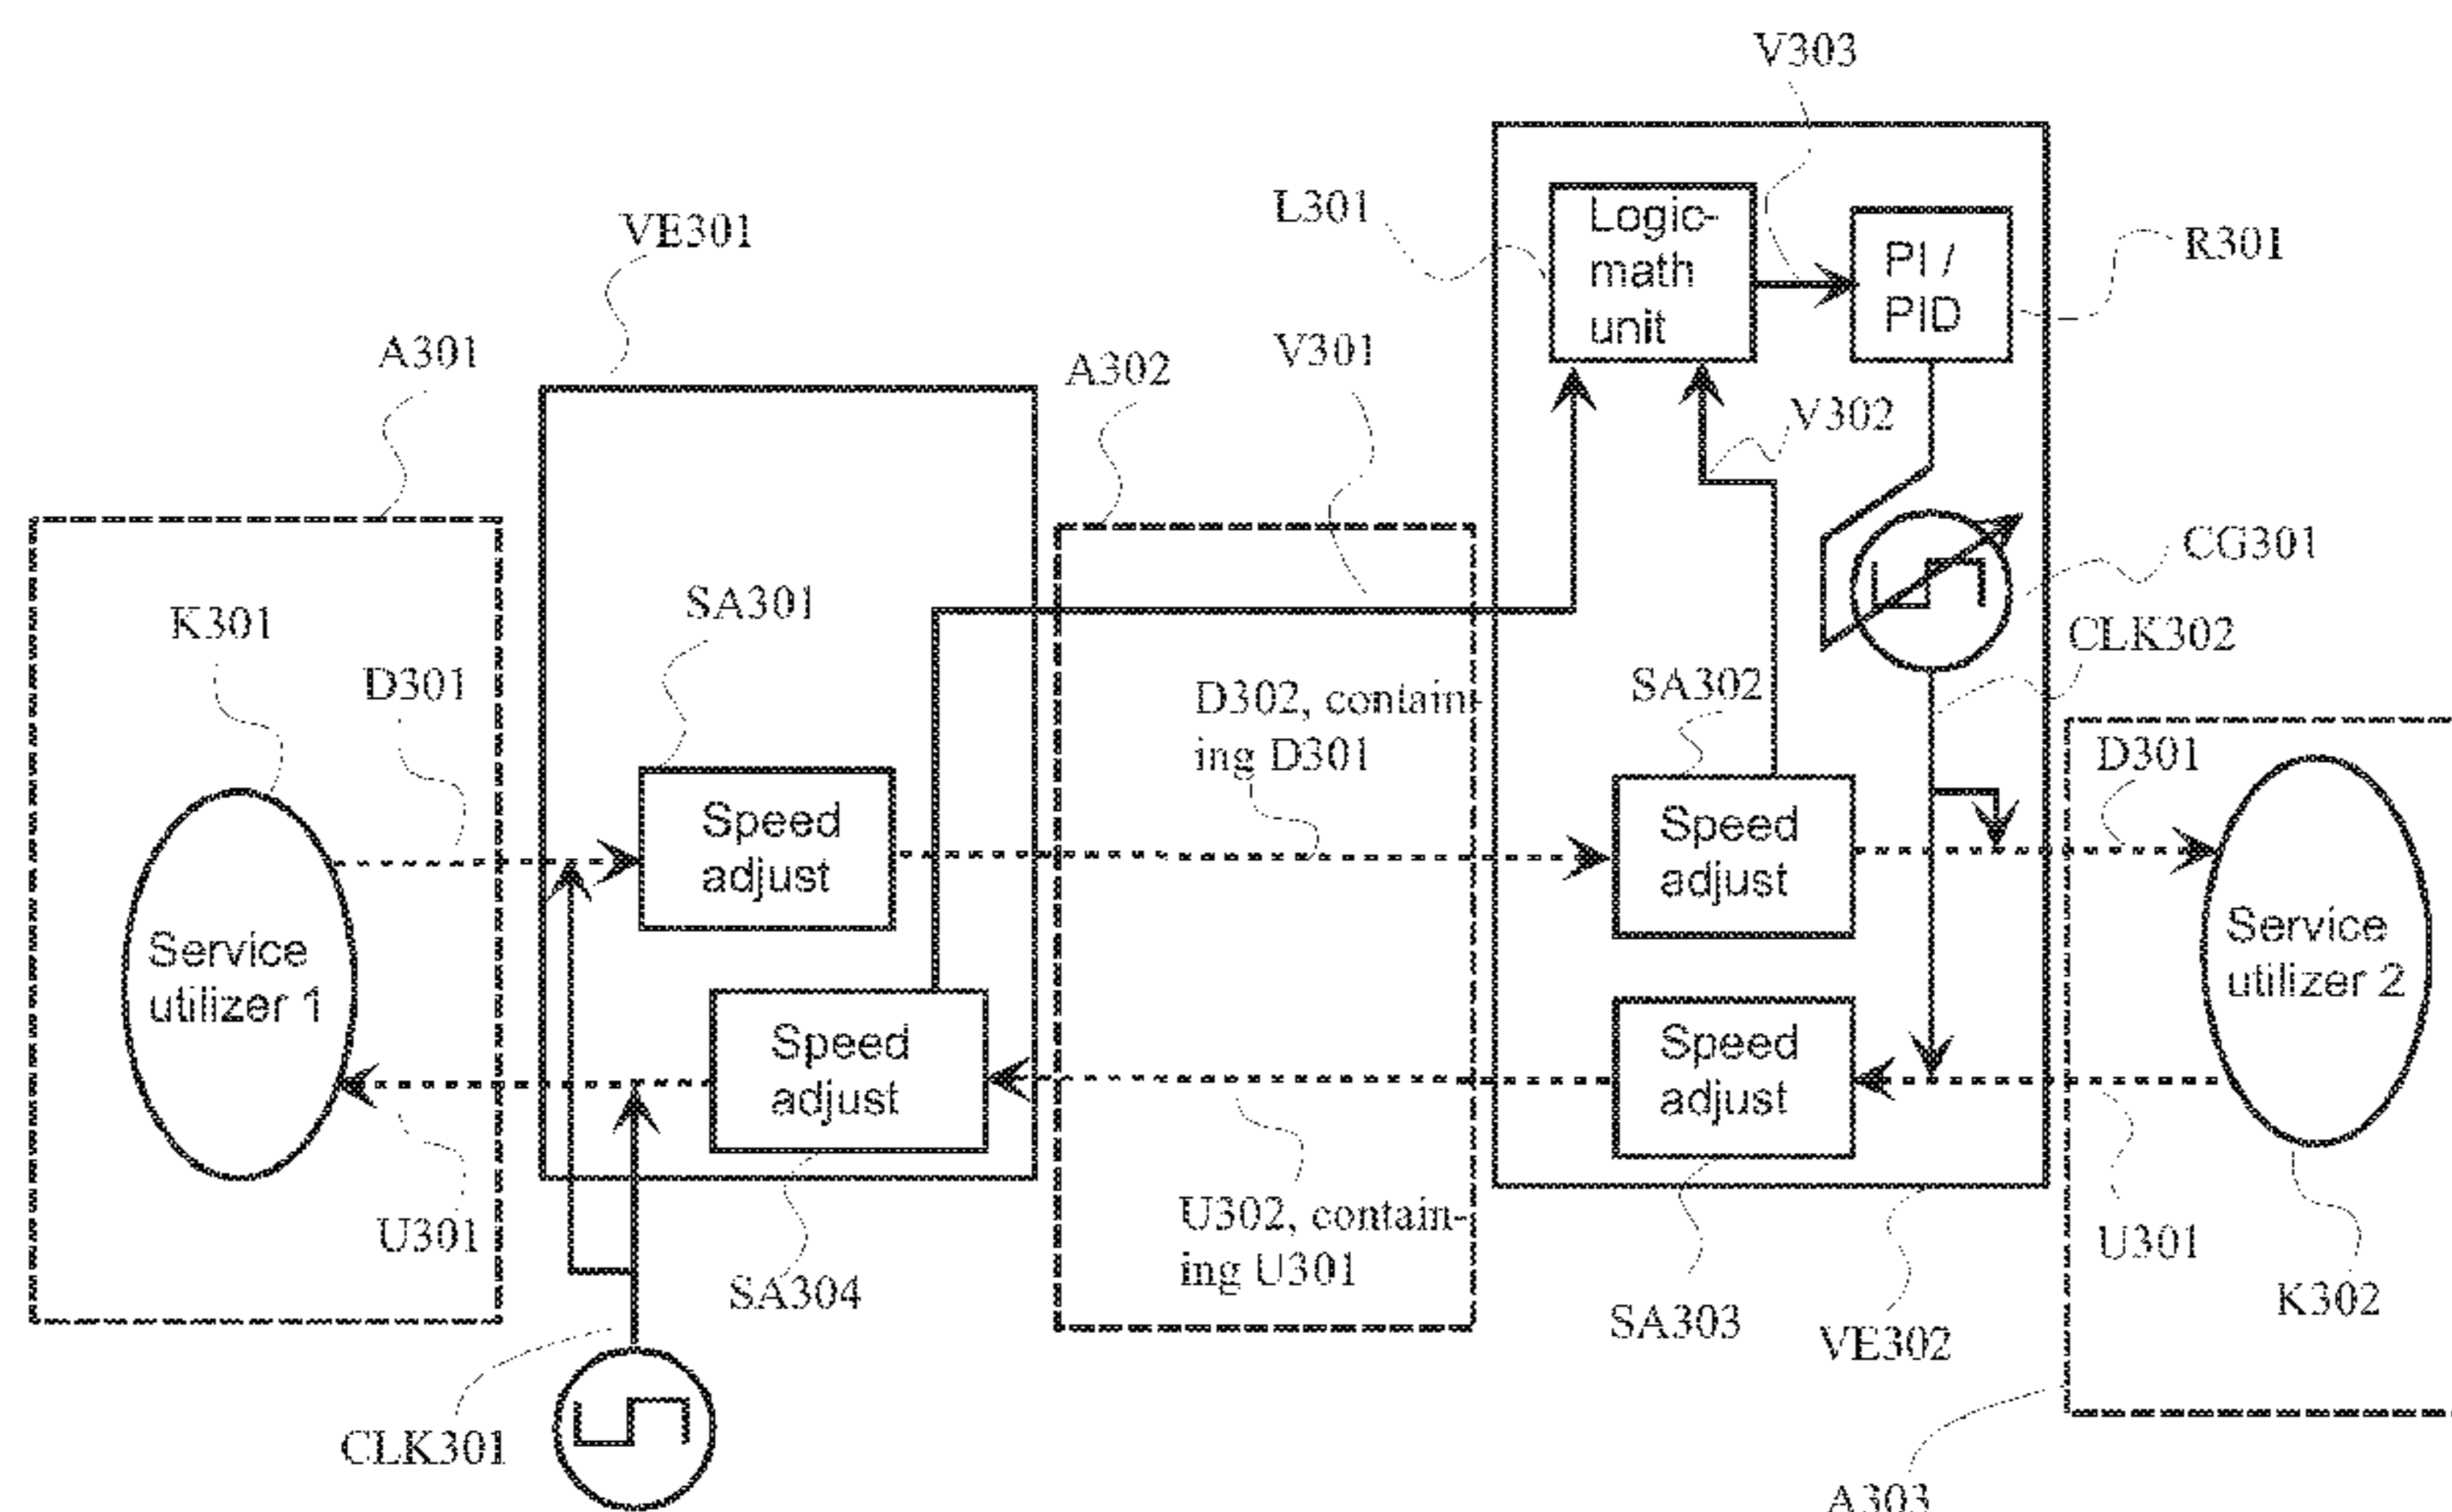 V303
L301
Logic-
math
unit
PI /
PID
R301
VE301
A301
V301
A302
V302
CG301
K301
SA301
D301
CLK302
D302, contain-
ing D301
SA302
D301
Speed
adjust
Speed
adjust
Service
utilizer 1
Service
utilizer 2
Speed
adjust
Speed
adjust
U301
U302, contain-
ing U301
U301
SA304
SA303
VE302
K302
CLK301
A303